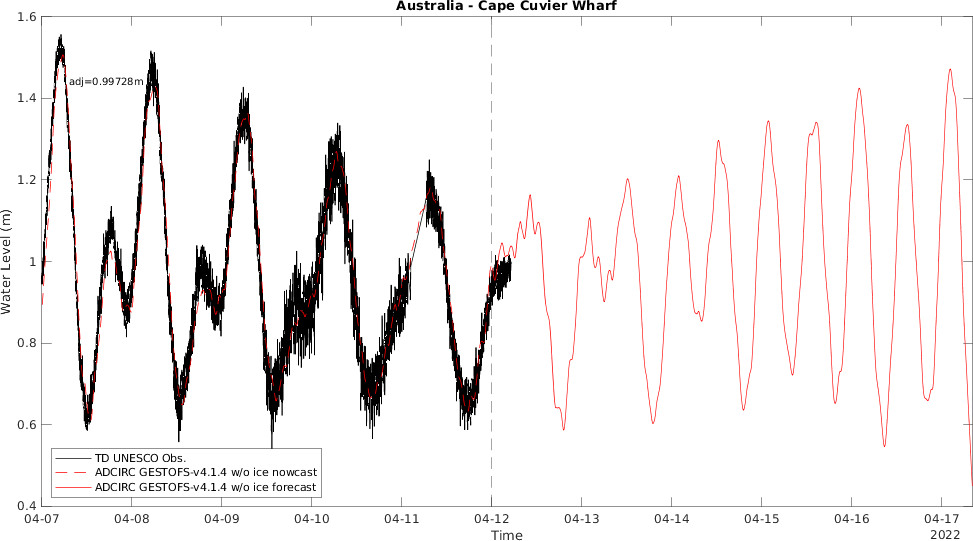 Australia - Cape Cuvier Wharf
1.6
1.4
1.2
1
0.8
0.6
0.4
Water Level (m)
adj=0.99728m
TD UNESCO Obs.
ADCIRC GESTOFS-v4.1.4 w/o ice nowcast
ADCIRC GESTOFS-v4.1.4 w/o ice forecast
04-07 04-08 04-09 04-10 04-11 04-12 04-13 04-14 04-15 04-16 04-17
Time
2022